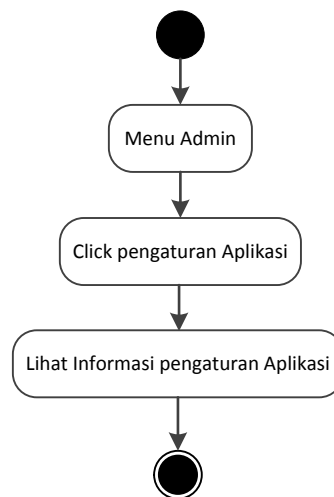 Menu Admin
Click pengaturan Aplikasi
Lihat Informasi pengaturan Aplikasi